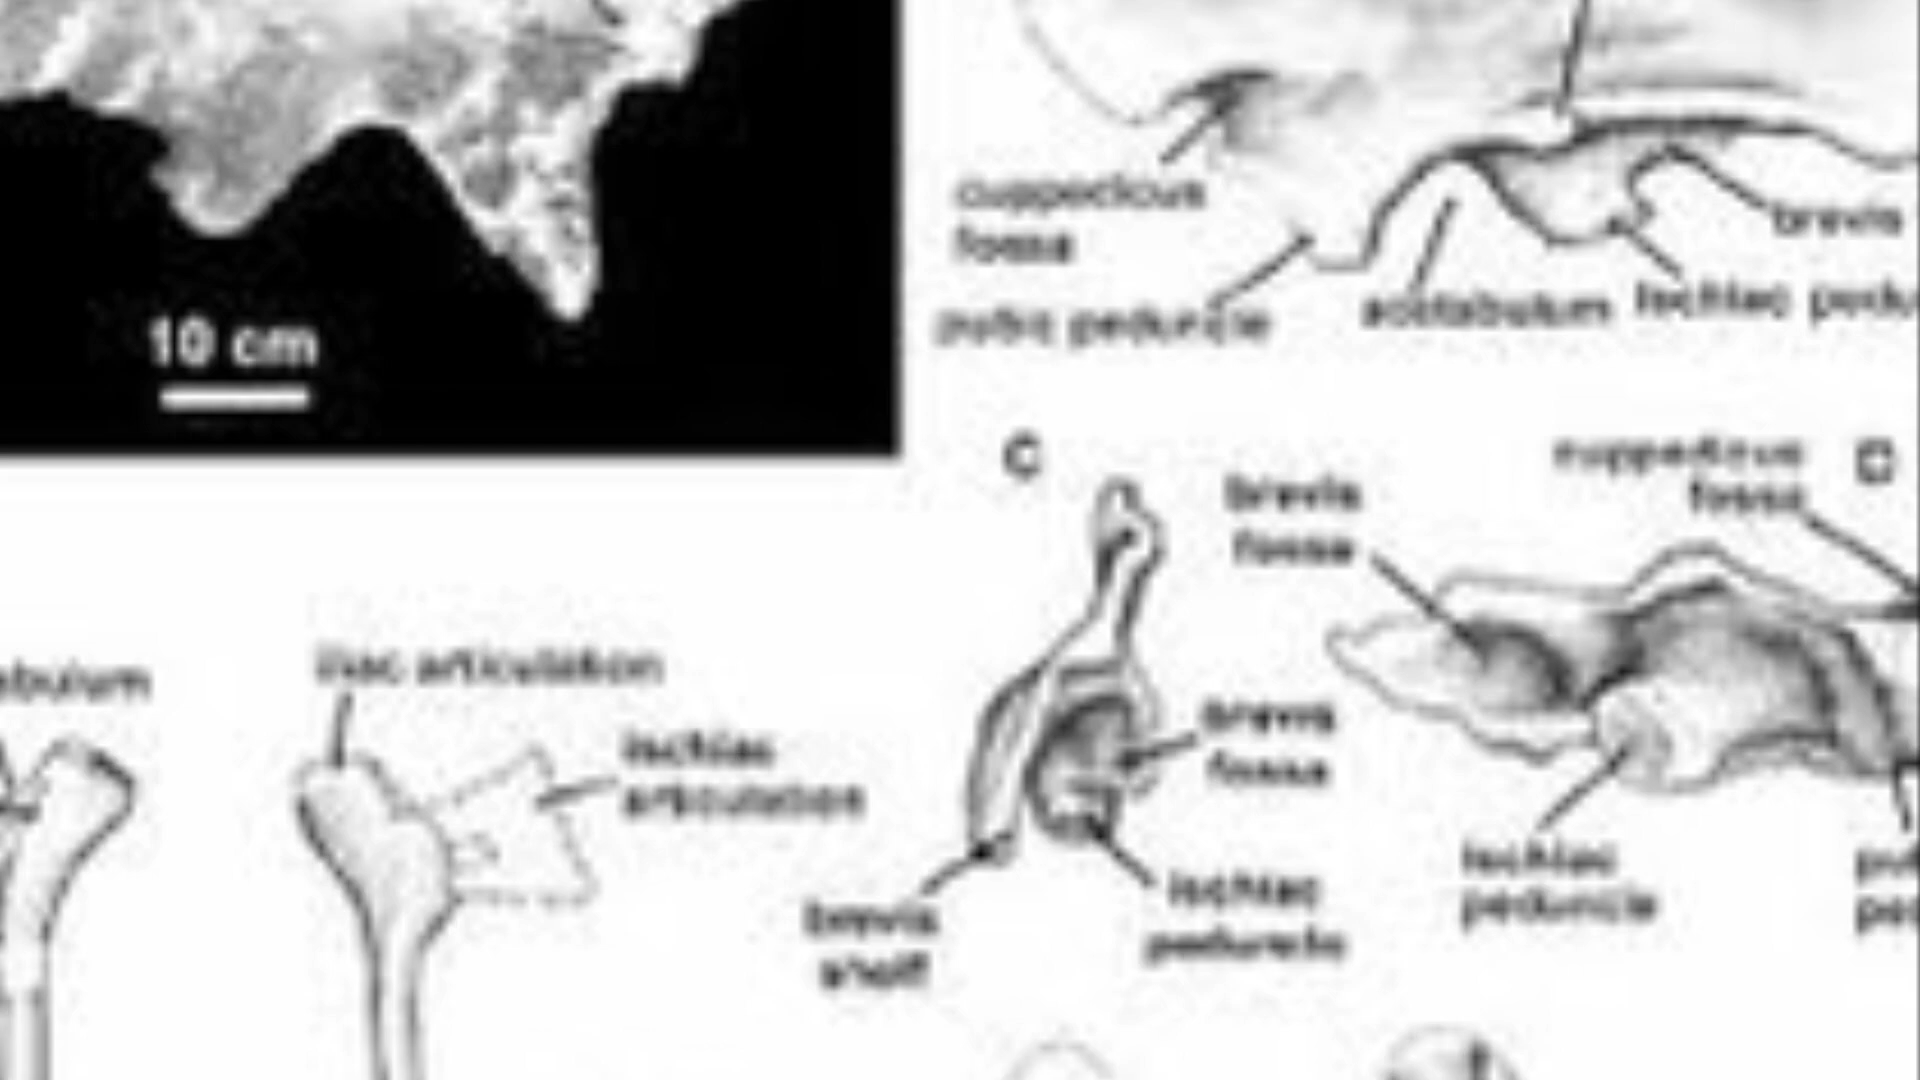 cuppedicus
fossa
brevis
pubic peduncle
acetabulum
ischiac pedu
10 cm
C
cuppedicus
fossa
D
brevis
fossa
abulum
iliac articulation
ischiac
articulation
brevis
fossa
ischiac
peduncle
brevis
shelf
ischiac
peduncle